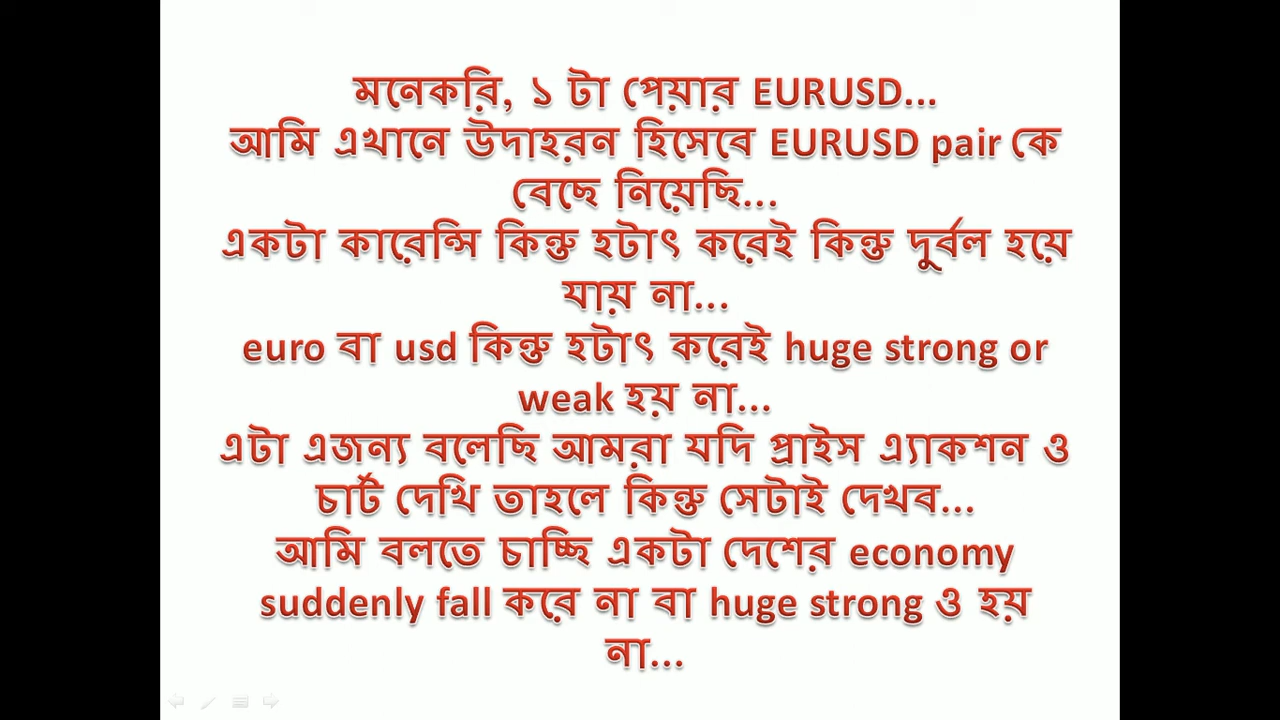 মনেকরি, ১ টা পেয়ার EURUSD...
আমি এখানে উদাহরন হিসেবে EURUSD pair কে
বেছে নিয়েছি...
একটা কারেন্সি কিন্তু হটাৎ করেই কিন্তু দুর্বল হয়ে
যায় না...
euro বা usd কিন্তু হটাৎ করেই huge strong or
weak হয় না...
এটা এজন্য বলেছি আমরা যদি প্রাইস এ্যাকশন ও
চার্ট দেখি তাহলে কিন্তু সেটাই দেখব...
আমি বলতে চাচ্ছি একটা দেশের economy
suddenly fall করে না বা huge strong ও হয়
না...